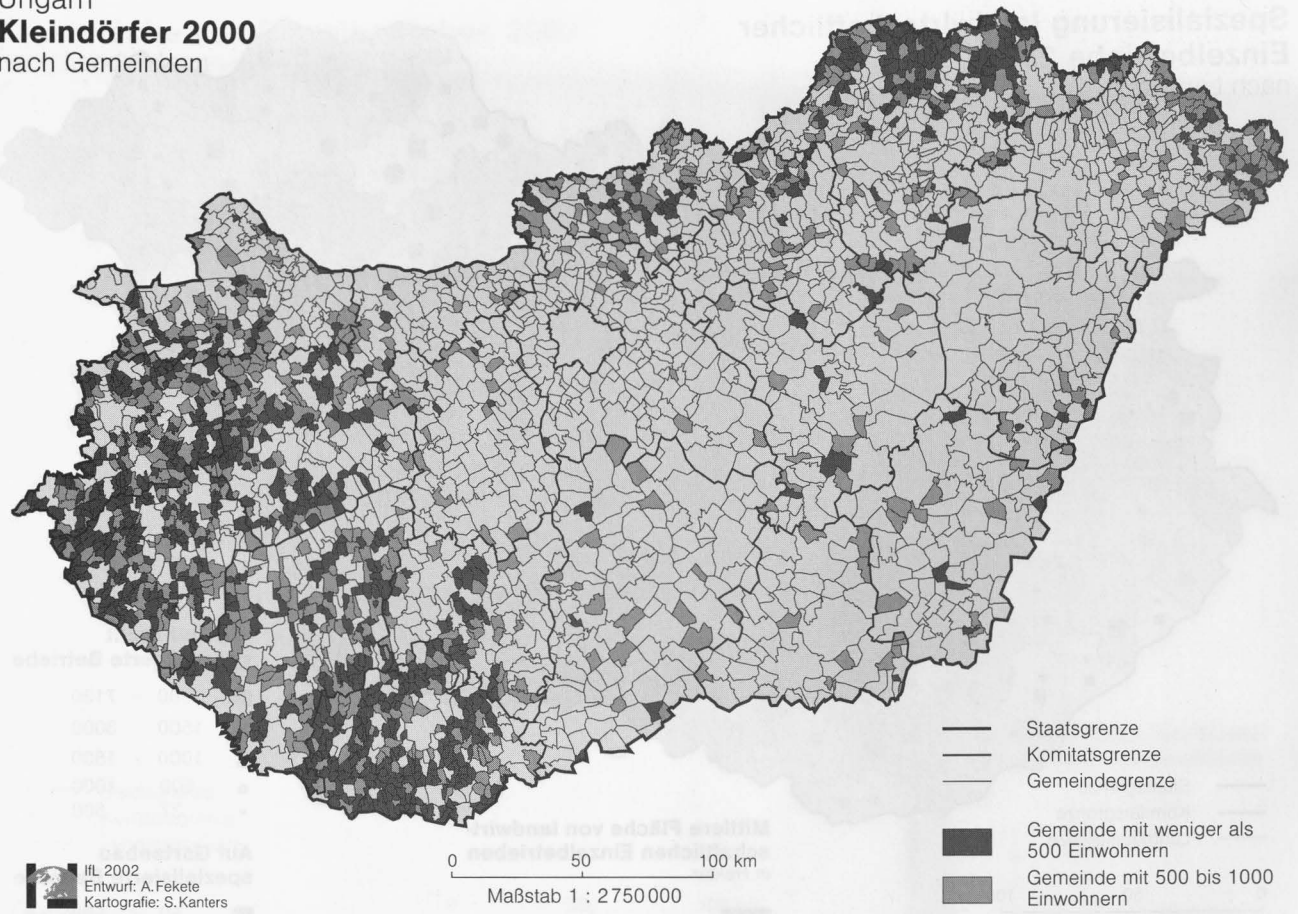 Ungarn
Kleindörfer 2000
nach Gemeinden
Staatsgrenze
Komitatsgrenze
Gemeindegrenze
Gemeinde mit weniger als
500 Einwohnern
Gemeinde mit 500 bis 1000
Einwohnern
0 50 100 km
Maßstab 1 : 2750000
IfL 2002
Entwurf: A. Fekete
Kartografie: S. Kanters